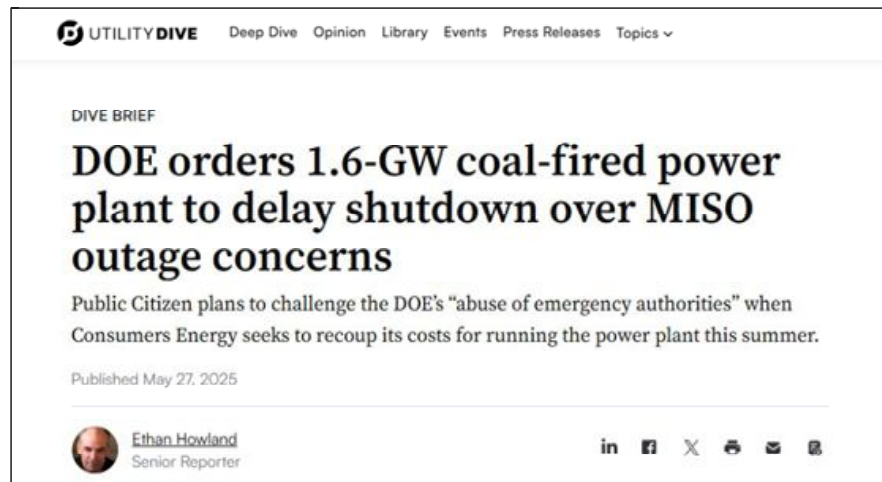 UTILITY DIVE Deep Dive Opinion Library Events Press Releases Topics
DIVE BRIEF
DOE orders 1.6-GW coal-fired power
plant to delay shutdown over MISO
outage concerns
Public Citizen plans to challenge the DOE’s “abuse of emergency authorities” when
Consumers Energy seeks to recoup its costs for running the power plant this summer.
Published May 27, 2025
Ethan Howland
Senior Reporter